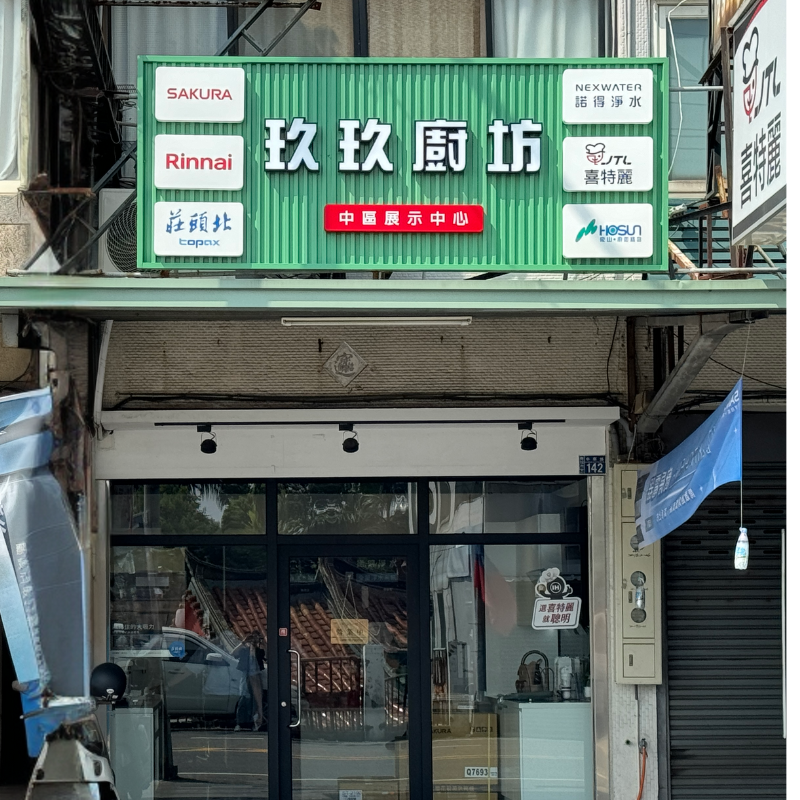 SAKURA
Rinnai
莊頭北
topax
玖玖廚坊
中區展示中心
NEXWATER
諾得淨水
JTL
喜特麗
HOSUN
JTL
喜特麗
142
選喜特麗
就聰明
Q7693